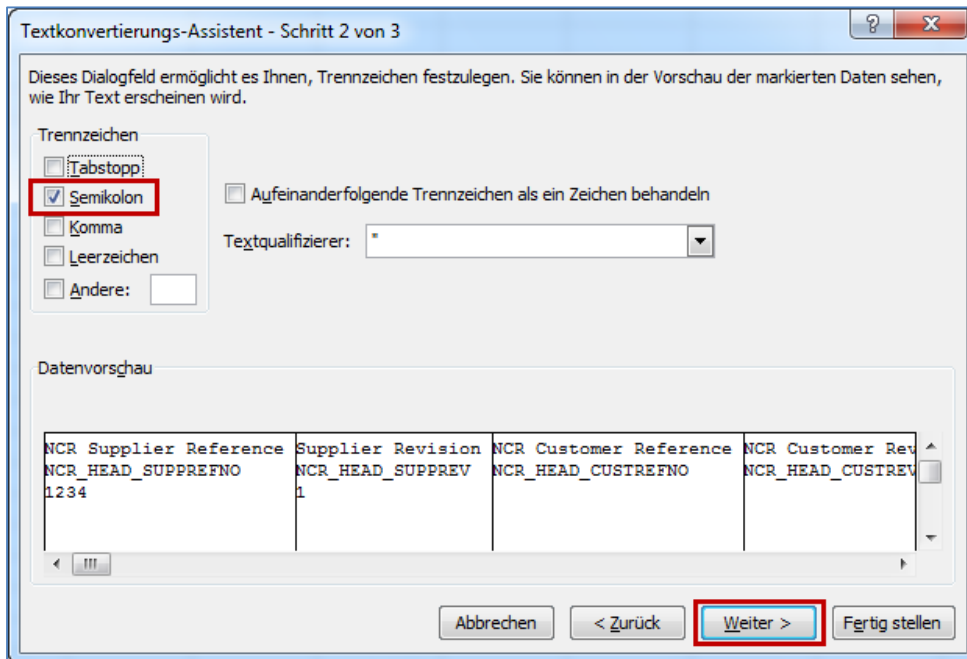 Textkonvertierungs-Assistent - Schritt 2 von 3
Dieses Dialogfeld ermöglicht es Ihnen, Trennzeichen festzulegen. Sie können in der Vorschau der markierten Daten sehen,
wie Ihr Text erscheinen wird.
Trennzeichen
Tabstopp
Semikolon
Komma
Leerzeichen
Andere:
Aufeinanderfolgende Trennzeichen als ein Zeichen behandeln
Textqualifizierer: "
Datenvorschau
NCR Supplier Reference Supplier Revision NCR Customer Reference NCR Customer Rev
NCR_HEAD_SUPPREFNO NCR_HEAD_SUPPREV NCR_HEAD_CUSTREFNO NCR_HEAD_CUSTREV
1234 1
Abbrechen < Zurück Weiter > Fertig stellen